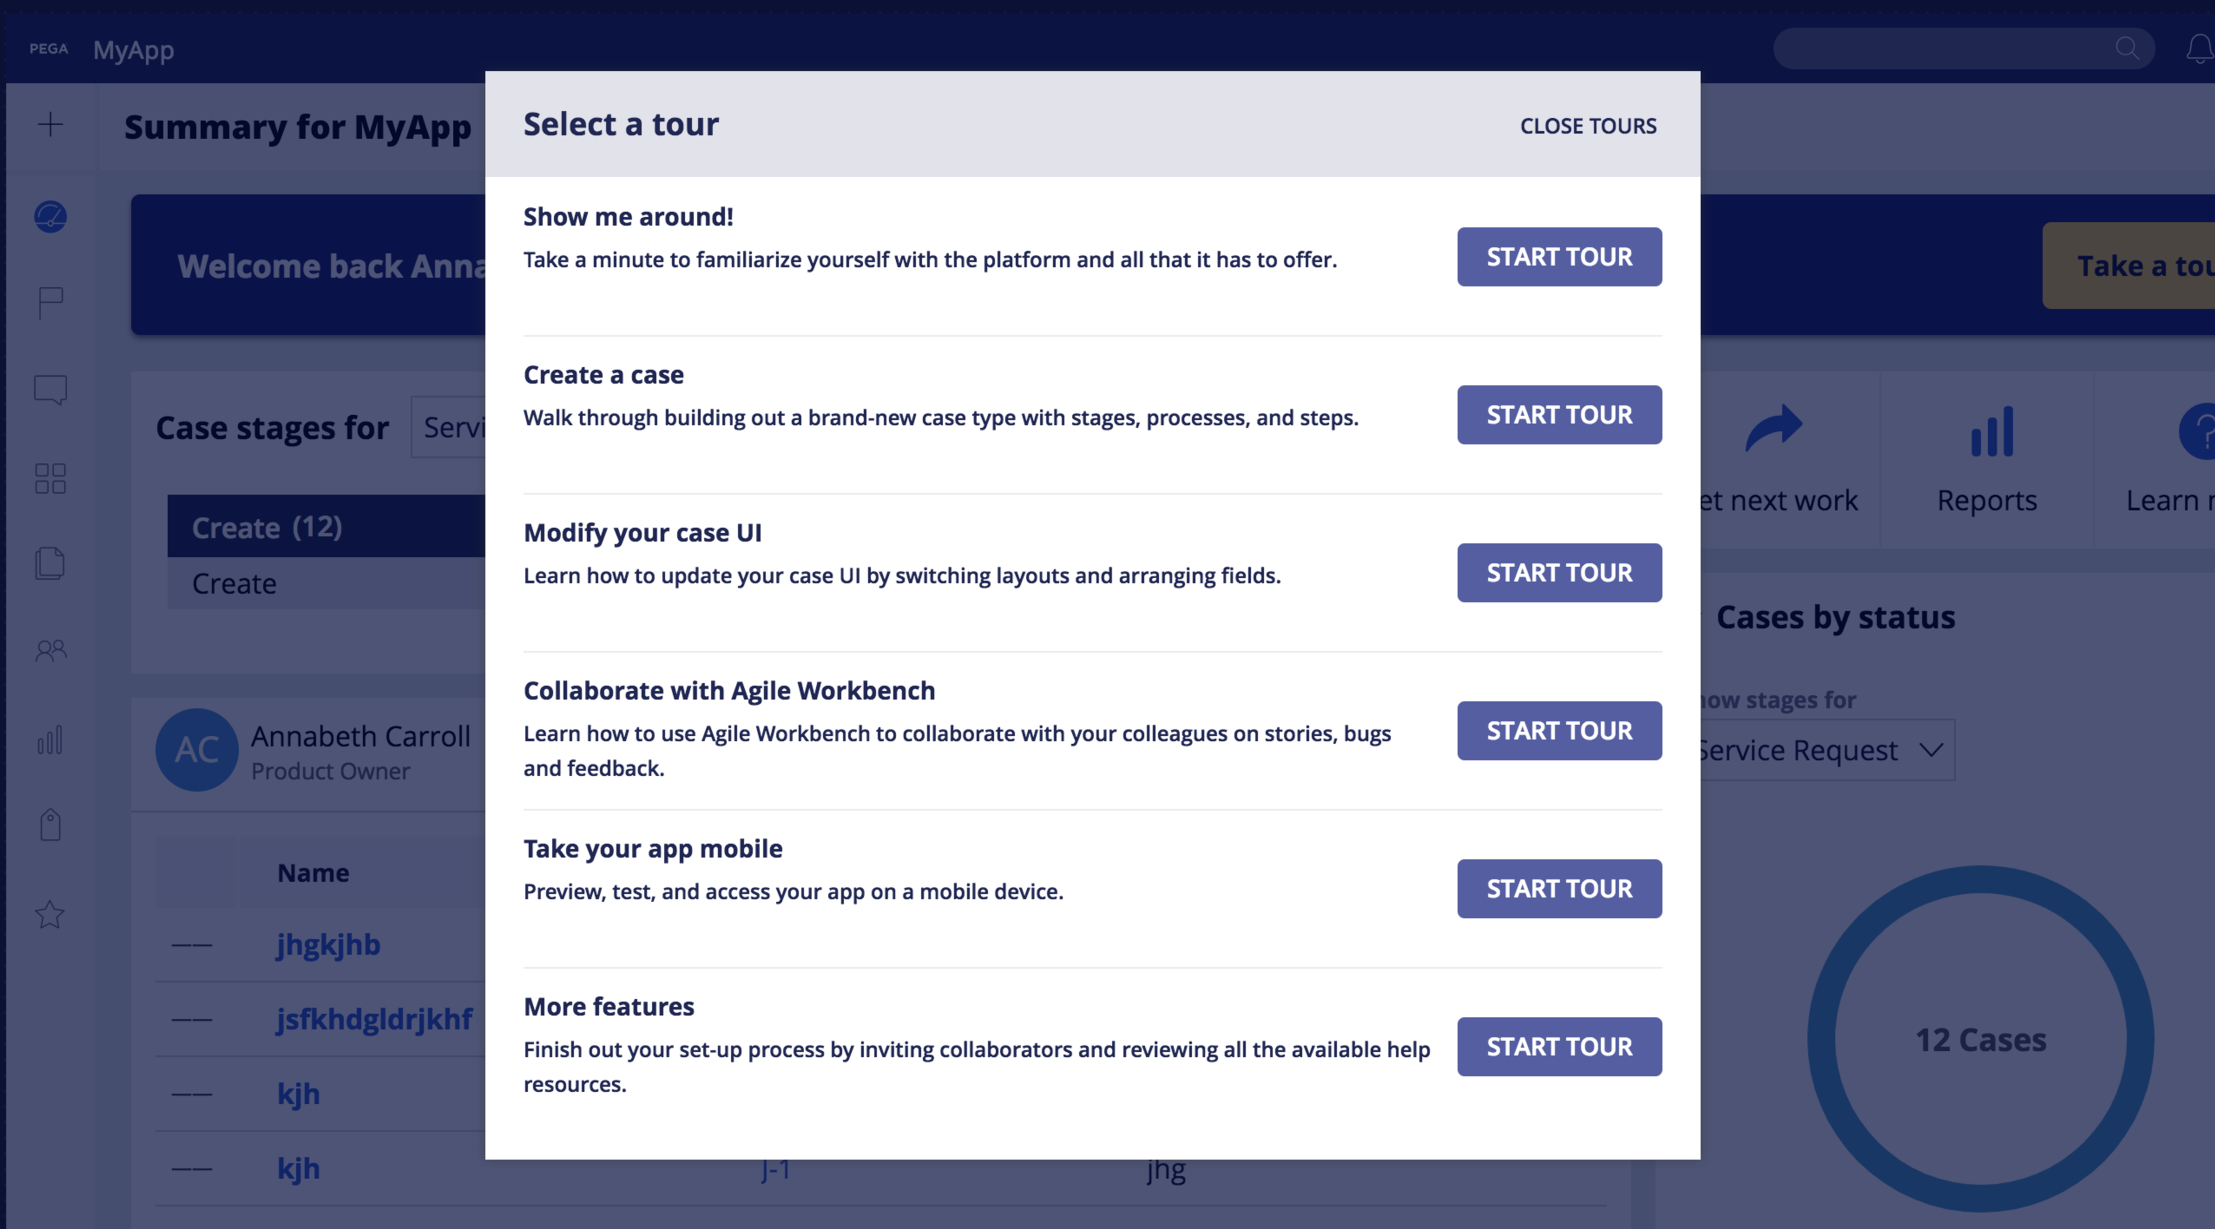 PEGA MyApp
Summary for MyApp
Select a tour
CLOSE TOURS
Welcome back Anna
Take a
Show me around!
Take a minute to familiarize yourself with the platform and all that it has to offer.
START TOUR
Create a case
Walk through building out a brand-new case type with stages, processes, and steps.
START TOUR
Modify your case UI
Learn how to update your case UI by switching layouts and arranging fields.
START TOUR
Collaborate with Agile Workbench
Learn how to use Agile Workbench to collaborate with your colleagues on stories, bugs
and feedback.
START TOUR
Take your app mobile
Preview, test, and access your app on a mobile device.
START TOUR
More features
Finish out your set-up process by inviting collaborators and reviewing all the available help
resources.
START TOUR
Case stages for
Servi
Create (12)
Create
AC
Annabeth Carroll
Product Owner
Name
—— jhgkjhb
—— jsfkhdgldrjkhf
—— kjh
—— kjh J-1 jhg
et next work
Reports
Learn
Cases by status
ow stages for
Service Request
12 Cases